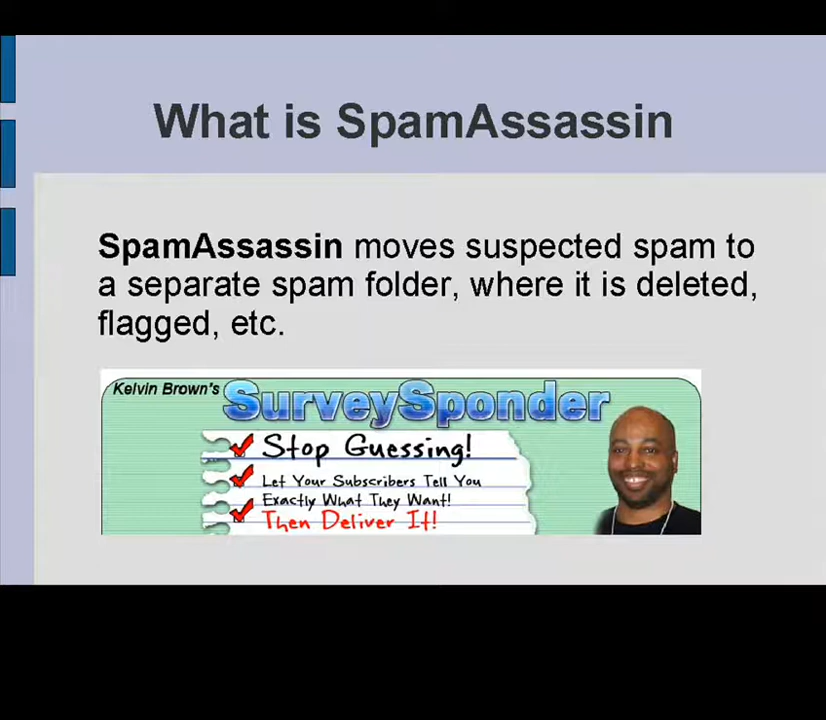 What is SpamAssassin
SpamAssassin moves suspected spam to
a separate spam folder, where it is deleted,
flagged, etc.
Kelvin Brown's SurveySponder
Stop Guessing!
Let Your Subscribers Tell You
Exactly What They Want!
Then Deliver It!